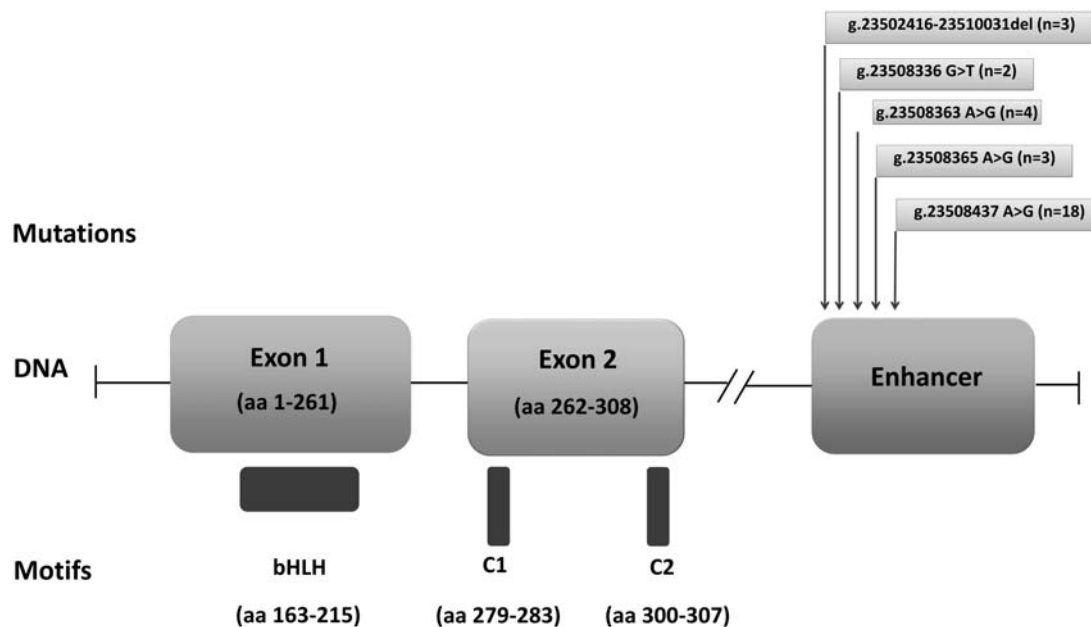 g.23502416-23510031del (n=3)
g.23508336 G>T (n=2)
g.23508363 A>G (n=4)
g.23508365 A>G (n=3)
g.23508437 A>G (n=18)
Mutations
DNA
Exon 1
(aa 1-261)
Exon 2
(aa 262-308)
Enhancer
Motifs
bHLH
(aa 163-215)
C1
(aa 279-283)
C2
(aa 300-307)